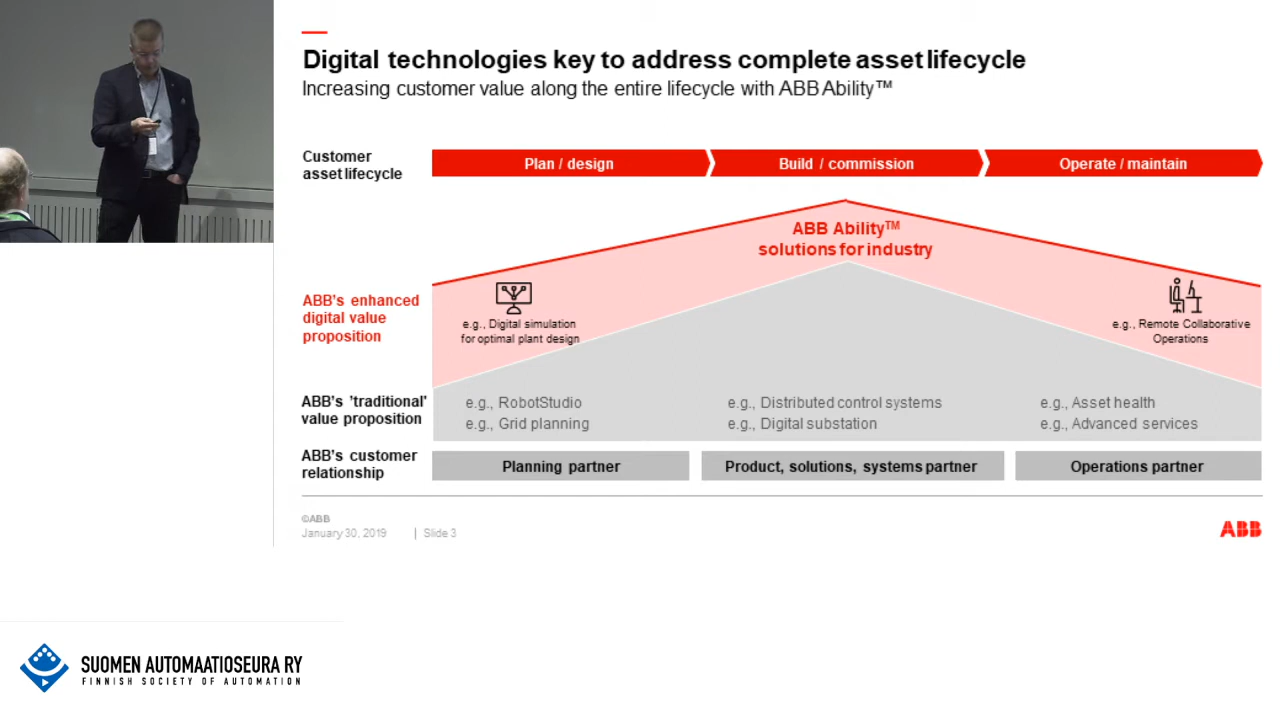 Digital technologies key to address complete asset lifecycle
Increasing customer value along the entire lifecycle with ABB Ability™
Customer
asset lifecycle
Plan / design
Build / commission
Operate / maintain
ABB Ability™
solutions for industry
ABB's enhanced
digital value
proposition
e.g., Digital simulation
for optimal plant design
e.g., Remote Collaborative
Operations
ABB's 'traditional'
value proposition
e.g., RobotStudio
e.g., Grid planning
e.g., Distributed control systems
e.g., Digital substation
e.g., Asset health
e.g., Advanced services
ABB's customer
relationship
Planning partner
Product, solutions, systems partner
Operations partner
©ABB
January 30, 2019 | Slide 3
ABB
SUOMEN AUTOMAATIOSEURA RY
FINNISH SOCIETY OF AUTOMATION